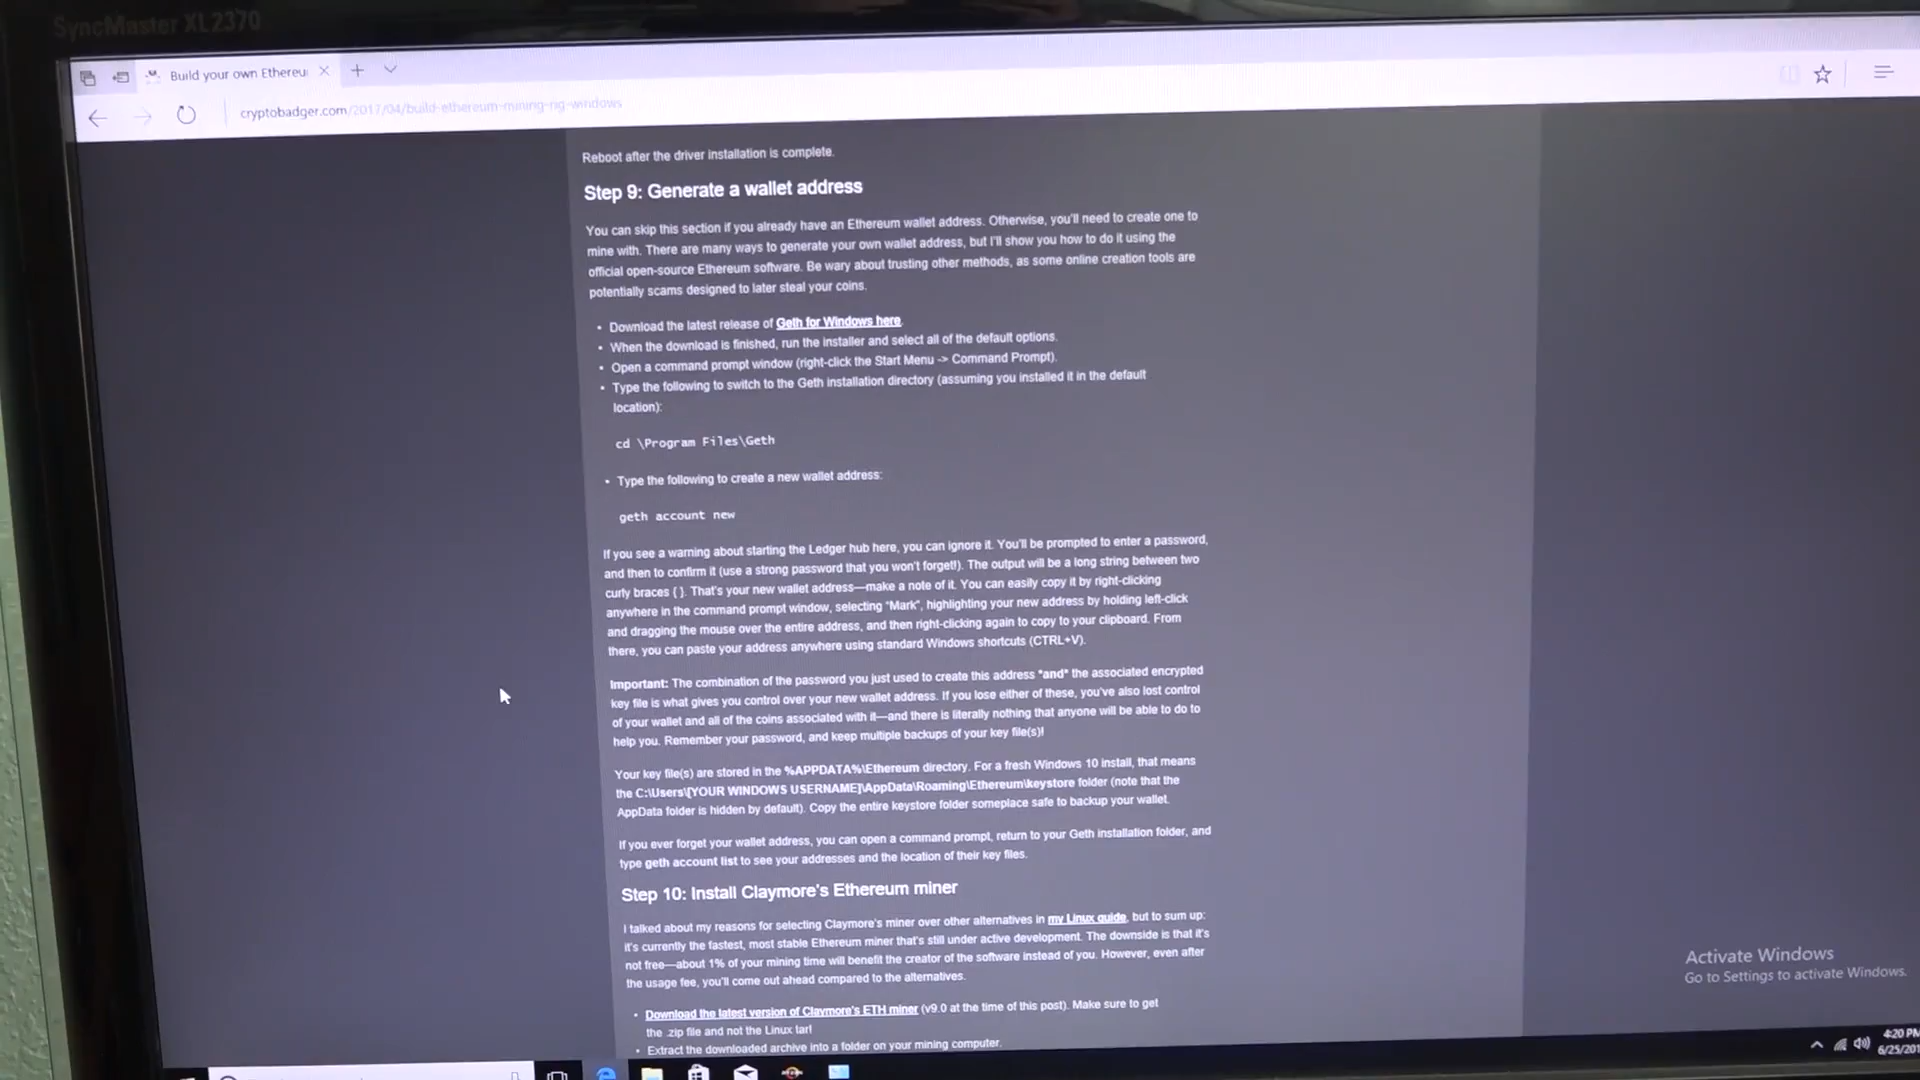 SyncMaster XL2370
Build your own Ethereu
cryptobadger.com/2017/04/build-ethereum-mining-rig-windows
Reboot after the driver installation is complete.
Step 9: Generate a wallet address
You can skip this section if you already have an Ethereum wallet address. Otherwise, you'll need to create one to
mine with. There are many ways to generate your own wallet address, but I'll show you how to do it using the
official open-source Ethereum software. Be wary about trusting other methods, as some online creation tools are
potentially scams designed to later steal your coins.
• Download the latest release of Geth for Windows here.
• When the download is finished, run the installer and select all of the default options.
• Open a command prompt window (right-click the Start Menu -> Command Prompt).
• Type the following to switch to the Geth installation directory (assuming you installed it in the default
location):
cd \Program Files\Geth
• Type the following to create a new wallet address:
geth account new
If you see a warning about starting the Ledger hub here, you can ignore it. You'll be prompted to enter a password,
and then to confirm it (use a strong password that you won't forget!). The output will be a long string between two
curly braces { }. That's your new wallet address—make a note of it. You can easily copy it by right-clicking
anywhere in the command prompt window, selecting "Mark", highlighting your new address by holding left-click
and dragging the mouse over the entire address, and then right-clicking again to copy to your clipboard. From
there, you can paste your address anywhere using standard Windows shortcuts (CTRL+V).
Important: The combination of the password you just used to create this address *and* the associated encrypted
key file is what gives you control over your new wallet address. If you lose either of these, you've also lost control
of your wallet and all of the coins associated with it—and there is literally nothing that anyone will be able to do to
help you. Remember your password, and keep multiple backups of your key file(s)!
Your key file(s) are stored in the %APPDATA%\Ethereum directory. For a fresh Windows 10 install, that means
the C:\Users\[YOUR WINDOWS USERNAME]\AppData\Roaming\Ethereum\keystore folder (note that the
AppData folder is hidden by default). Copy the entire keystore folder someplace safe to backup your wallet.
If you ever forget your wallet address, you can open a command prompt, return to your Geth installation folder, and
type geth account list to see your addresses and the location of their key files.
Step 10: Install Claymore's Ethereum miner
I talked about my reasons for selecting Claymore's miner over other alternatives in my Linux guide, but to sum up:
it's currently the fastest, most stable Ethereum miner that's still under active development. The downside is that it's
not free—about 1% of your mining time will benefit the creator of the software instead of you. However, even after
the usage fee, you'll come out ahead compared to the alternatives.
• Download the latest version of Claymore's ETH miner (v9.0 at the time of this post). Make sure to get
the .zip file and not the Linux tar!
• Extract the downloaded archive into a folder on your mining computer.
Activate Windows
Go to Settings to activate Windows.
4:20 PM
6/25/201